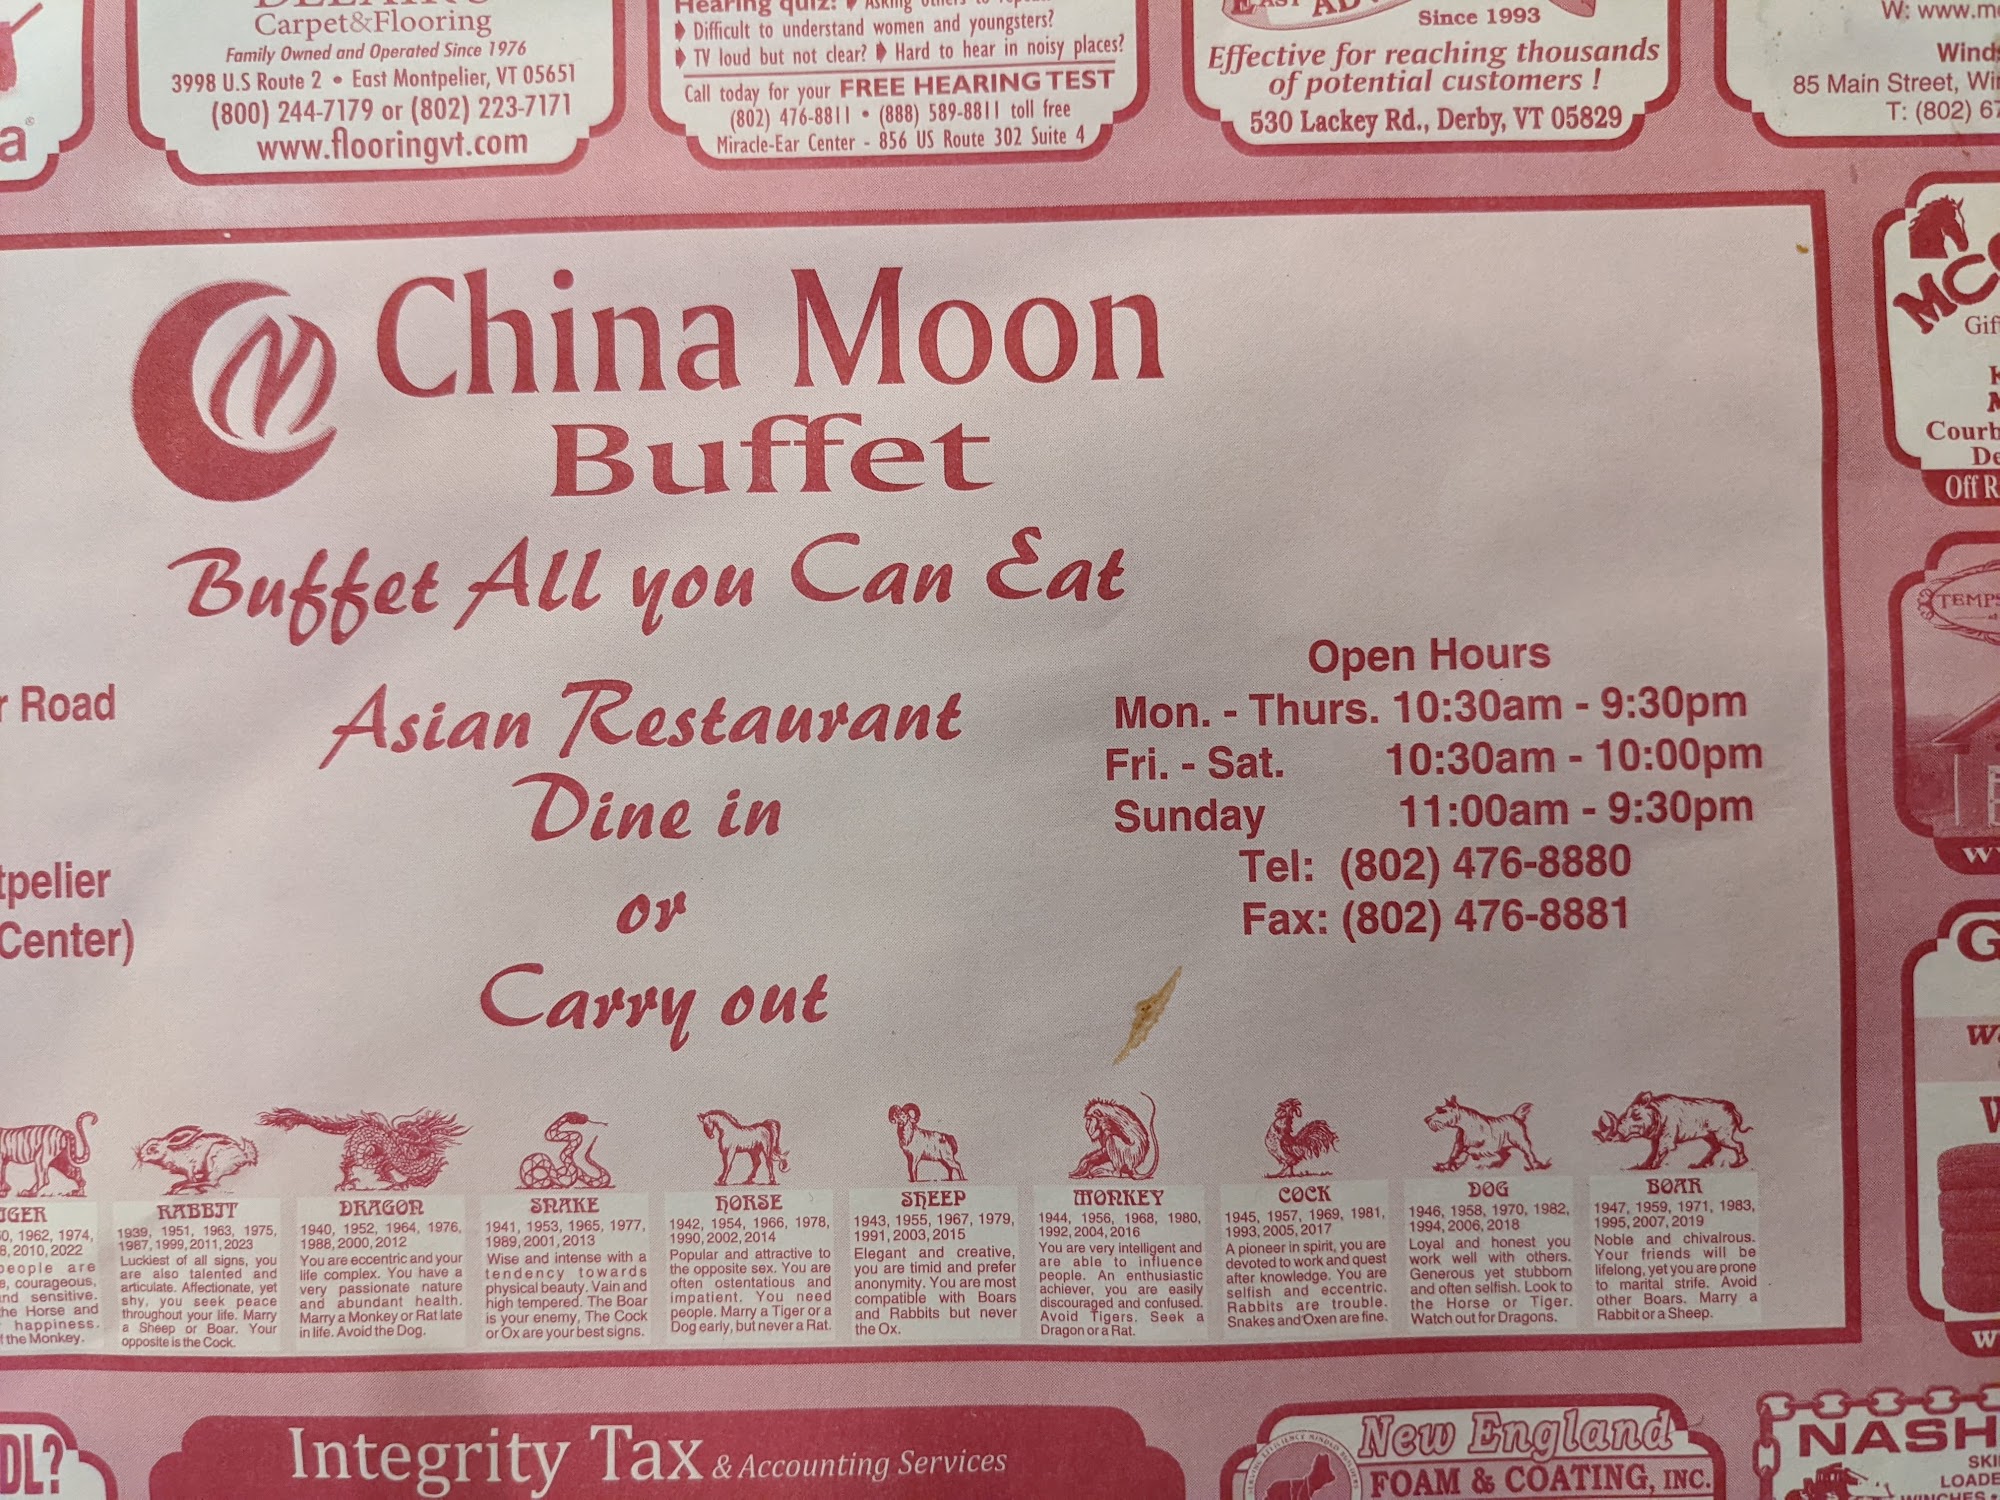 Carpet&Flooring
Family Owned and Operated Since 1976
3998 U.S Route 2 • East Montpelier, VT 05651
(800) 244-7179 or (802) 223-7171
www.flooringvt.com
Hearing quiz:
Difficult to understand women and youngsters?
TV loud but not clear? Hard to hear in noisy places?
Call today for your FREE HEARING TEST
(802) 476-8811 • (888) 589-8811 toll free
Miracle-Ear Center - 856 US Route 302 Suite 4
Since 1993
Effective for reaching thousands
of potential customers !
530 Lackey Rd., Derby, VT 05829
85 Main Street,
T: (802)
China Moon
Buffet
Buffet All you Can Eat
Asian Restaurant
Dine in
or
Carry out
Road
Center)
Open Hours
Mon. - Thurs. 10:30am - 9:30pm
Fri. - Sat. 10:30am - 10:00pm
Sunday 11:00am - 9:30pm
Tel: (802) 476-8880
Fax: (802) 476-8881
1962, 1974,
2010, 2022
people are
courageous,
sensitive.
the Horse and
happiness.
the Monkey.
RABBIT
1939, 1951, 1963, 1975,
1987, 1999, 2011, 2023
Luckiest of all signs, you
are also talented and
articulate. Affectionate, yet
shy, you seek peace
throughout your life. Marry
a Sheep or Boar. Your
opposite is the Cock.
DRAGON
1940, 1952, 1964, 1976,
1988, 2000, 2012
You are eccentric and your
life complex. You have a
very passionate nature
and abundant health.
Marry a Monkey or Rat late
in life. Avoid the Dog.
SNAKE
1941, 1953, 1965, 1977,
1989, 2001, 2013
Wise and intense with a
tendency towards
physical beauty. Vain and
high tempered. The Boar
is your enemy, The Cock
or Ox are your best signs.
HORSE
1942, 1954, 1966, 1978,
1990, 2002, 2014
Popular and attractive to
the opposite sex. You are
often ostentatious and
impatient. You need
people. Marry a Tiger or a
Dog early, but never a Rat.
SHEEP
1943, 1955, 1967, 1979,
1991, 2003, 2015
Elegant and creative,
you are timid and prefer
anonymity. You are most
compatible with Boars
and Rabbits but never
the Ox.
MONKEY
1944, 1956, 1968, 1980,
1992, 2004, 2016
You are very intelligent and
are able to influence
people. An enthusiastic
achiever, you are easily
discouraged and confused.
Avoid Tigers. Seek a
Dragon or a Rat.
COCK
1945, 1957, 1969, 1981,
1993, 2005, 2017
A pioneer in spirit, you are
devoted to work and quest
after knowledge. You are
selfish and eccentric.
Rabbits are trouble.
Snakes and Oxen are fine.
DOG
1946, 1958, 1970, 1982,
1994, 2006, 2018
Loyal and honest you
work well with others.
Generous yet stubborn
and often selfish. Look to
the Horse or Tiger.
Watch out for Dragons.
BOAR
1947, 1959, 1971, 1983,
1995, 2007, 2019
Noble and chivalrous.
Your friends will be
lifelong, yet you are prone
to marital strife. Avoid
other Boars. Marry a
Rabbit or a Sheep.
Integrity Tax & Accounting Services
New England
FOAM & COATING, INC.
NASH